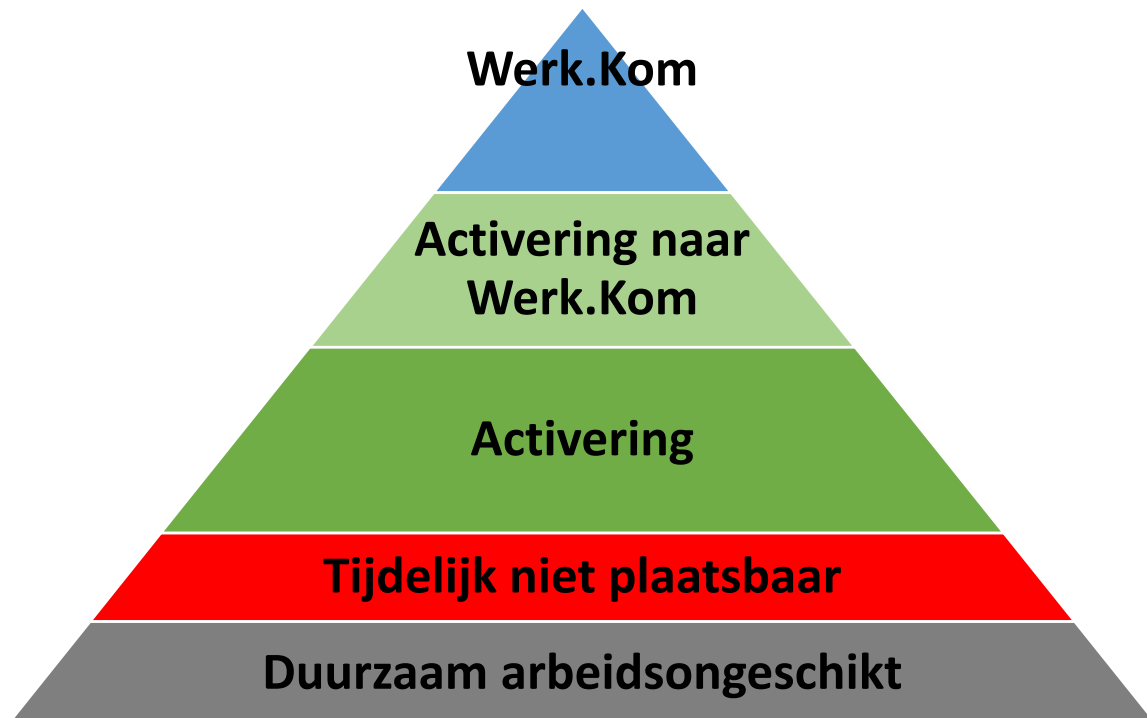 Werk.Kom
Activering naar
Werk.Kom
Activering
Tijdelijk niet plaatsbaar
Duurzaam arbeidsongeschikt